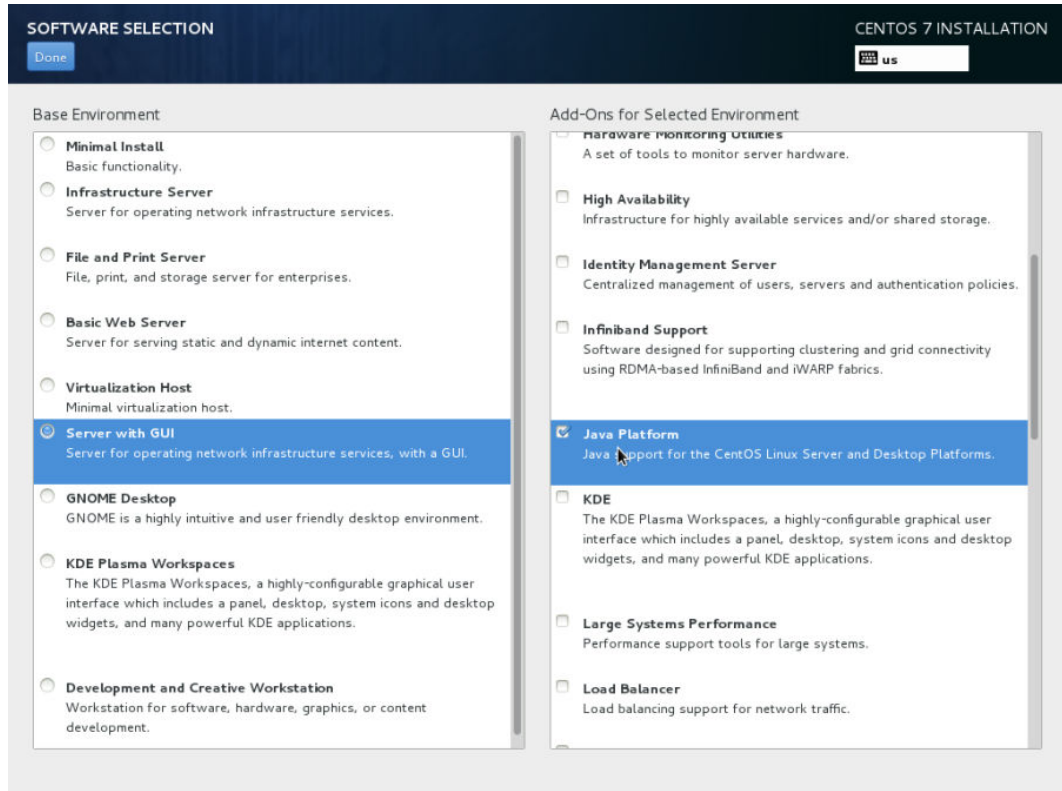 SOFTWARE SELECTION
Done
CENTOS 7 INSTALLATION
us
Base Environment
Minimal Install
Basic functionality.
Infrastructure Server
Server for operating network infrastructure services.
File and Print Server
File, print, and storage server for enterprises.
Basic Web Server
Server for serving static and dynamic internet content.
Virtualization Host
Minimal virtualization host.
Server with GUI
Server for operating network infrastructure services, with a GUI.
GNOME Desktop
GNOME is a highly intuitive and user friendly desktop environment.
KDE Plasma Workspaces
The KDE Plasma Workspaces, a highly-configurable graphical user
interface which includes a panel, desktop, system icons and desktop
widgets, and many powerful KDE applications.
Development and Creative Workstation
Workstation for software, hardware, graphics, or content
development.
Add-Ons for Selected Environment
Hardware Monitoring Utilities
A set of tools to monitor server hardware.
High Availability
Infrastructure for highly available services and/or shared storage.
Identity Management Server
Centralized management of users, servers and authentication policies.
Infiniband Support
Software designed for supporting clustering and grid connectivity
using RDMA-based InfiniBand and iWARP fabrics.
Java Platform
Java support for the CentOS Linux Server and Desktop Platforms.
KDE
The KDE Plasma Workspaces, a highly-configurable graphical user
interface which includes a panel, desktop, system icons and desktop
widgets, and many powerful KDE applications.
Large Systems Performance
Performance support tools for large systems.
Load Balancer
Load balancing support for network traffic.